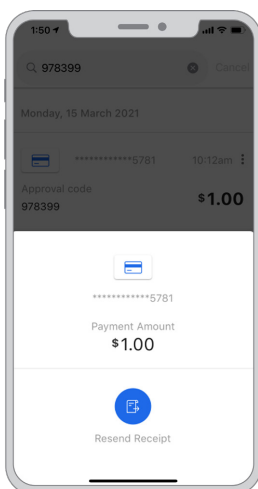 1:50
978399 Cancel
Monday, 15 March 2021
************5781 10:12am
Approval code
978399 $1.00
************5781
Payment Amount
$1.00
Resend Receipt